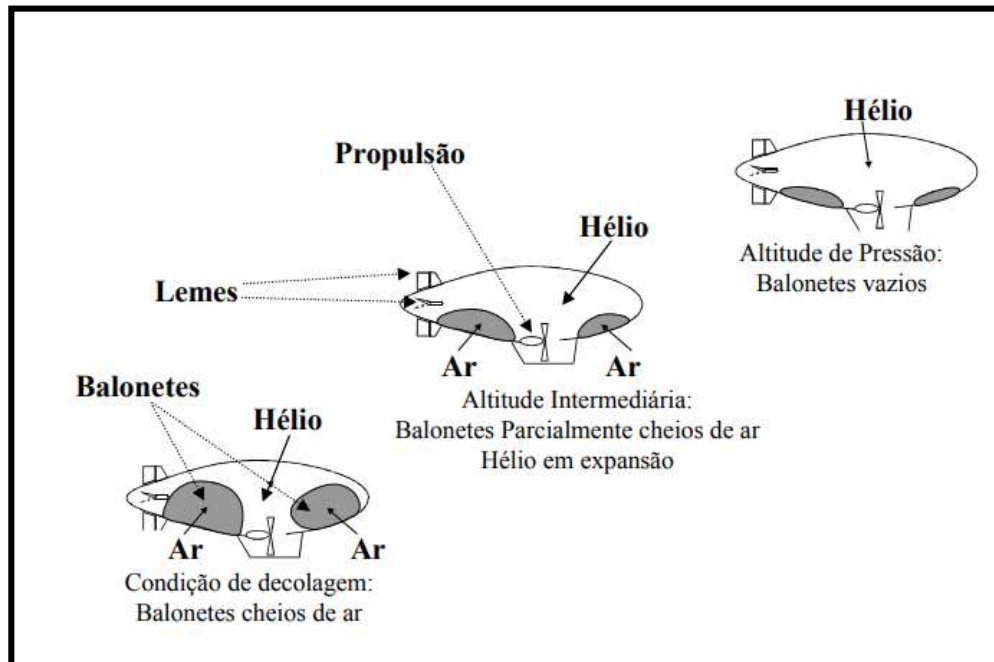 Hélio
Propulsão
Hélio
Altitude de Pressão:
Balonetes vazios
Lemes
Ar
Ar
Balonetes
Altitude Intermediária:
Balonetes Parcialmente cheios de ar
Hélio em expansão
Hélio
Ar
Ar
Condição de decolagem:
Balonetes cheios de ar